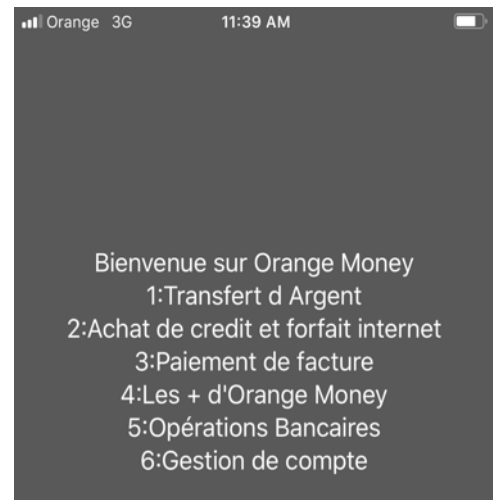 Orange 3G 11:39 AM
Bienvenue sur Orange Money
1:Transfert d Argent
2:Achat de credit et forfait internet
3:Paiement de facture
4:Les + d'Orange Money
5:Opérations Bancaires
6:Gestion de compte